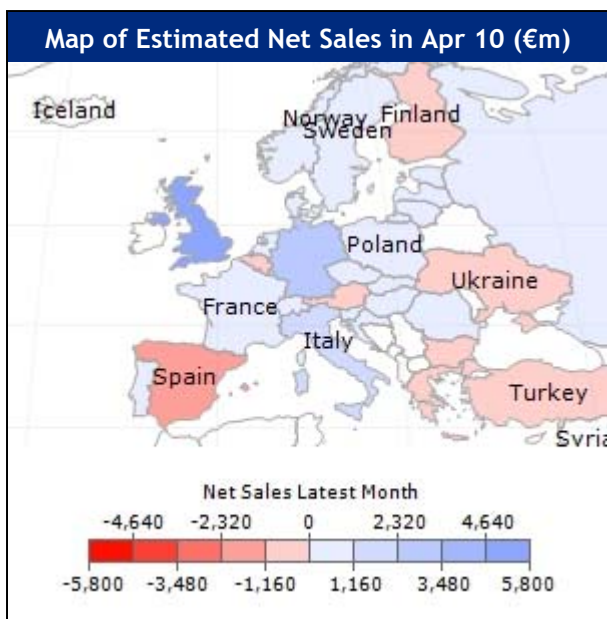 Map of Estimated Net Sales in Apr 10 (€m)
Iceland
Norway Finland
Sweden
Poland
Ukraine
France
Italy
Spain
Turkey
Syria
Net Sales Latest Month
-4,640 -2,320 0 2,320 4,640
-5,800 -3,480 -1,160 1,160 3,480 5,800